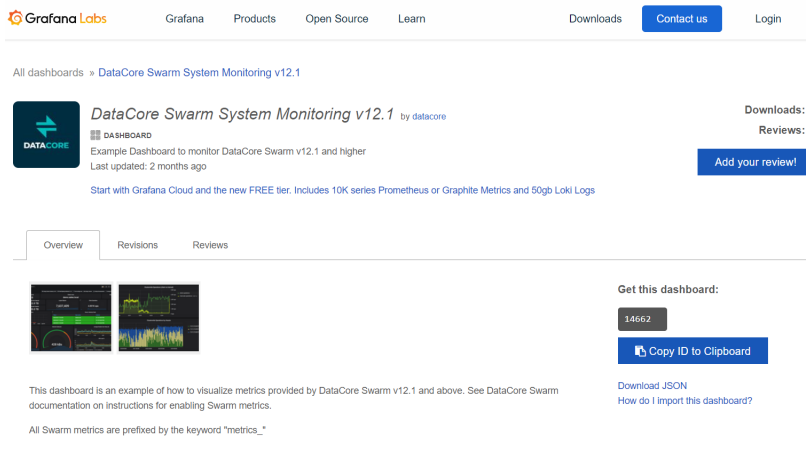 Grafana Labs
Grafana Products Open Source Learn Downloads Contact us Login
All dashboards » DataCore Swarm System Monitoring v12.1
DATACORE
DataCore Swarm System Monitoring v12.1 by datacore
DASHBOARD
Example Dashboard to monitor DataCore Swarm v12.1 and higher
Last updated: 2 months ago
Start with Grafana Cloud and the new FREE tier. Includes 10K series Prometheus or Graphite Metrics and 50gb Loki Logs
Downloads:
Reviews:
Add your review!
Overview Revisions Reviews
Get this dashboard:
14662
Copy ID to Clipboard
Download JSON
How do I import this dashboard?
This dashboard is an example of how to visualize metrics provided by DataCore Swarm v12.1 and above. See DataCore Swarm
documentation on instructions for enabling Swarm metrics.
All Swarm metrics are prefixed by the keyword "metrics_"